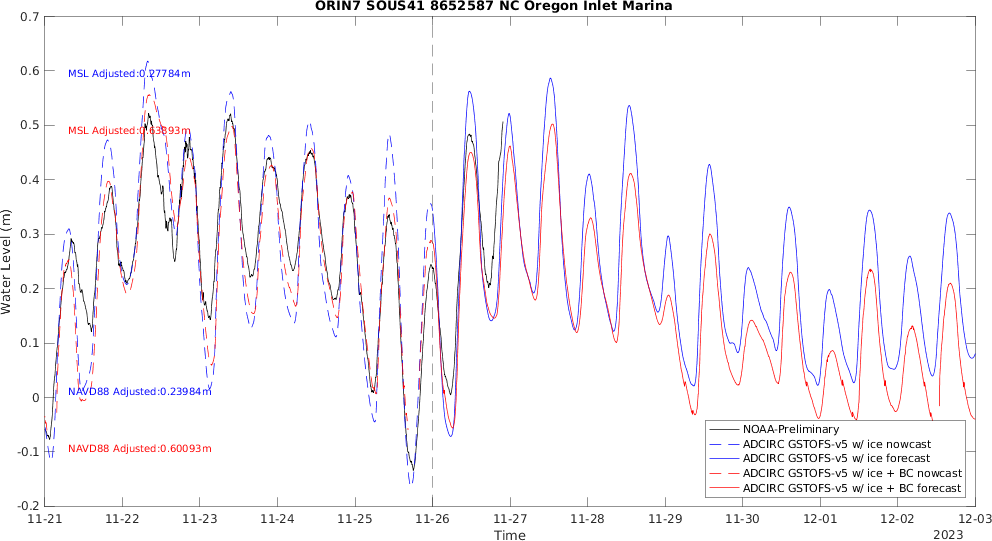 ORIN7 SOUS41 8652587 NC Oregon Inlet Marina
Water Level (m)
0.7
0.6
0.5
0.4
0.3
0.2
0.1
0
-0.1
-0.2
MSL Adjusted:0.27784m
MSL Adjusted:0.63893m
NAVD88 Adjusted:0.23984m
NAVD88 Adjusted:0.60093m
NOAA-Preliminary
ADCIRC GSTOFS-v5 w/ ice nowcast
ADCIRC GSTOFS-v5 w/ ice forecast
ADCIRC GSTOFS-v5 w/ ice + BC nowcast
ADCIRC GSTOFS-v5 w/ ice + BC forecast
11-21 11-22 11-23 11-24 11-25 11-26 11-27 11-28 11-29 11-30 12-01 12-02 12-03
Time
2023